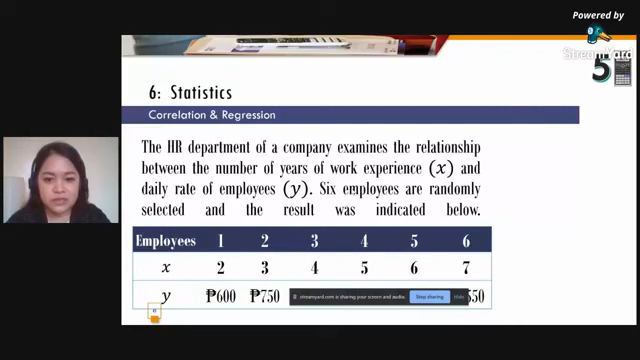 Powered by
StreamYard
5
6: Statistics
Correlation & Regression
The HR department of a company examines the relationship
between the number of years of work experience (x) and
daily rate of employees (y). Six employees are randomly
selected and the result was indicated below.
Employees 1 2 3 4 5 6
x 2 3 4 5 6 7
y ₱600 ₱750
streamyard.com is sharing your screen and audio. Stop sharing Hide